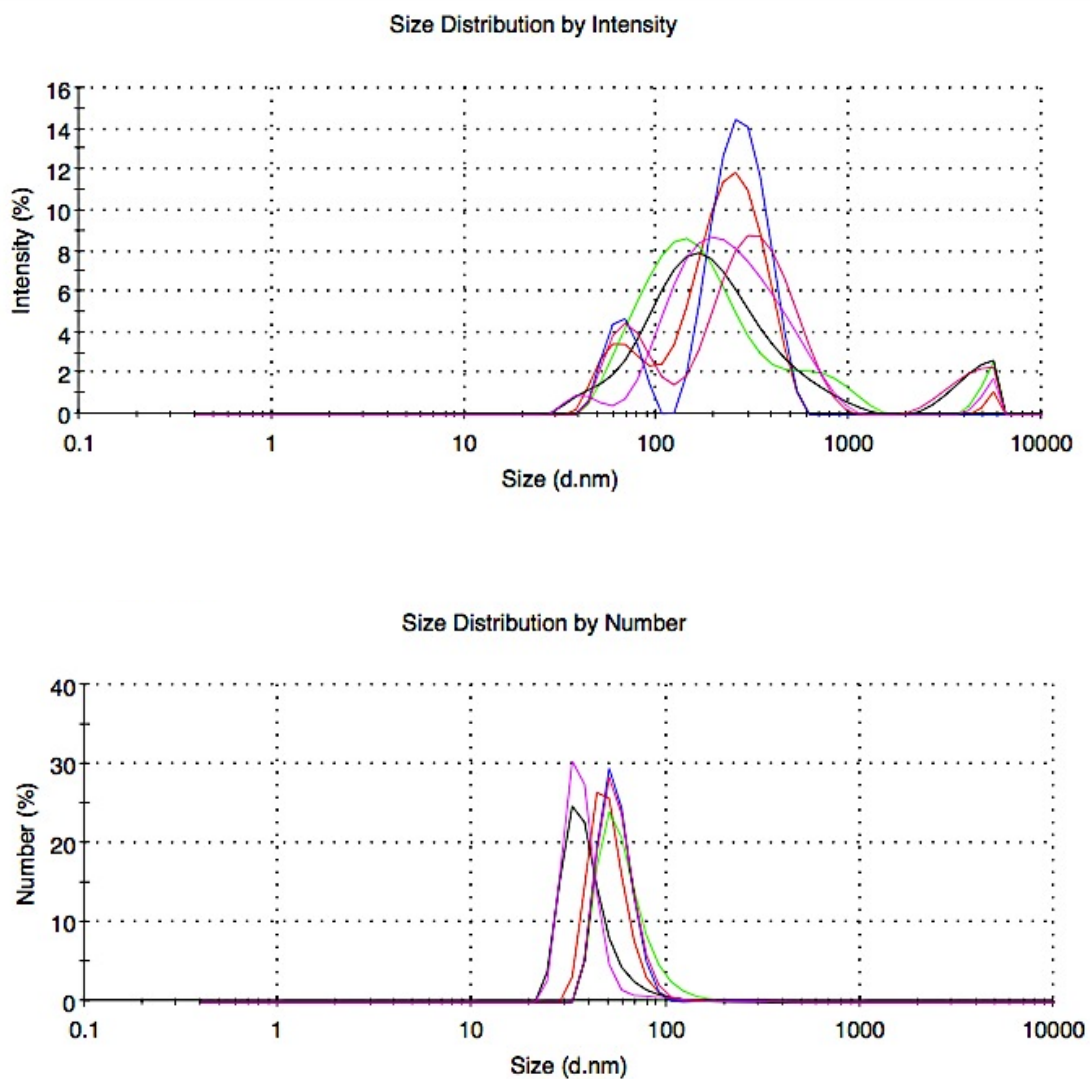 Size Distribution by Intensity
16
14
12
10
8
6
4
2
0
Intensity (%)
0.1 1 10 100 1000 10000
Size (d.nm)
Size Distribution by Number
40
30
20
10
0
Number (%)
0.1 1 10 100 1000 10000
Size (d.nm)